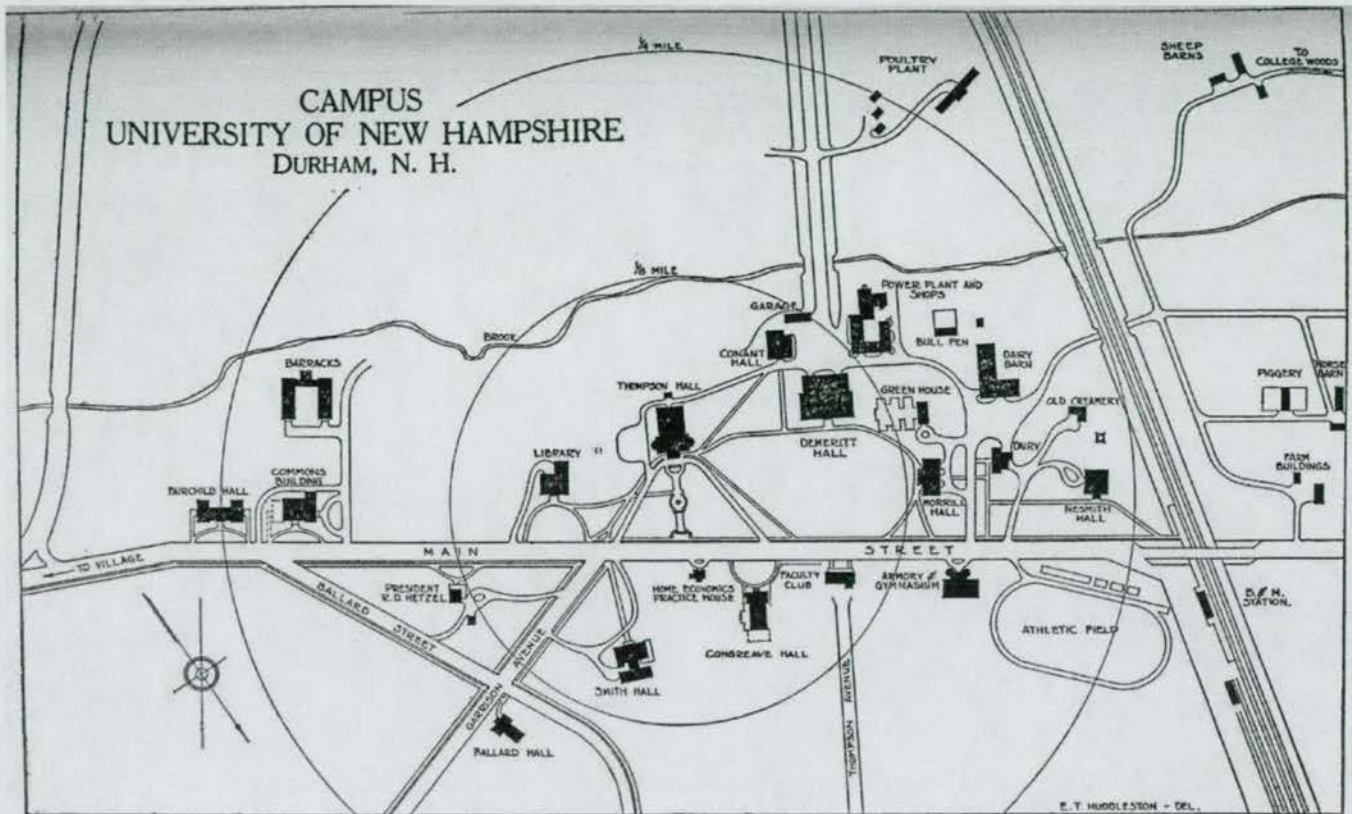 CAMPUS
UNIVERSITY OF NEW HAMPSHIRE
DURHAM, N. H.
1/4 MILE
POULTRY
PLANT
SHEEP
BARNS
TO
COLLEGE WOODS
1/8 MILE
BROOK
GARAGE
POWER PLANT AND
SHOPS
BULL PEN
CONANT
HALL
DAIRY
BARN
BARRACKS
THOMPSON HALL
GREEN HOUSE
OLD CREAMERY
PIGGERY
HORSE
BARN
DEMERITT
HALL
DAIRY
LIBRARY
COMMONS
BUILDING
FAIRCHILD HALL
MORRILL
HALL
NESMITH
HALL
FARM
BUILDINGS
MAIN STREET
TO VILLAGE
PRESIDENT
R. D. HETZEL
HOME ECONOMICS
PRACTICE HOUSE
FACULTY
CLUB
ARMORY &
GYMNASIUM
B. & M.
STATION.
BALLARD STREET
GARRISON AVENUE
CONGREAVE HALL
ATHLETIC FIELD
SMITH HALL
THOMPSON AVENUE
BALLARD HALL
E. T. HUDDLESTON - DEL.